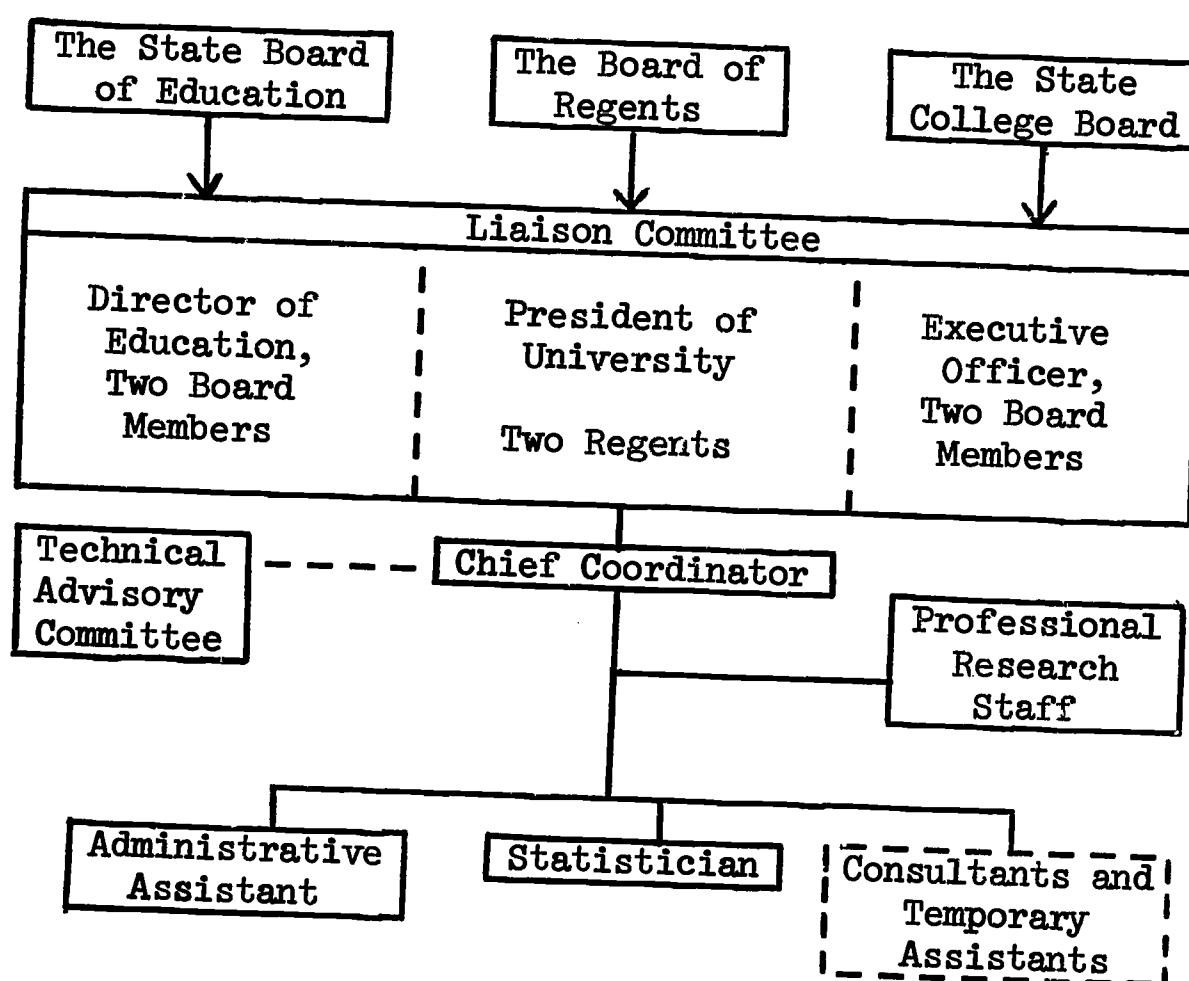 The State Board
of Education
The Board of
Regents
The State
College Board
Liaison Committee
Director of
Education,
Two Board
Members
President of
University
Two Regents
Executive
Officer,
Two Board
Members
Technical
Advisory
Committee
Chief Coordinator
Professional
Research
Staff
Administrative
Assistant
Statistician
Consultants and
Temporary
Assistants